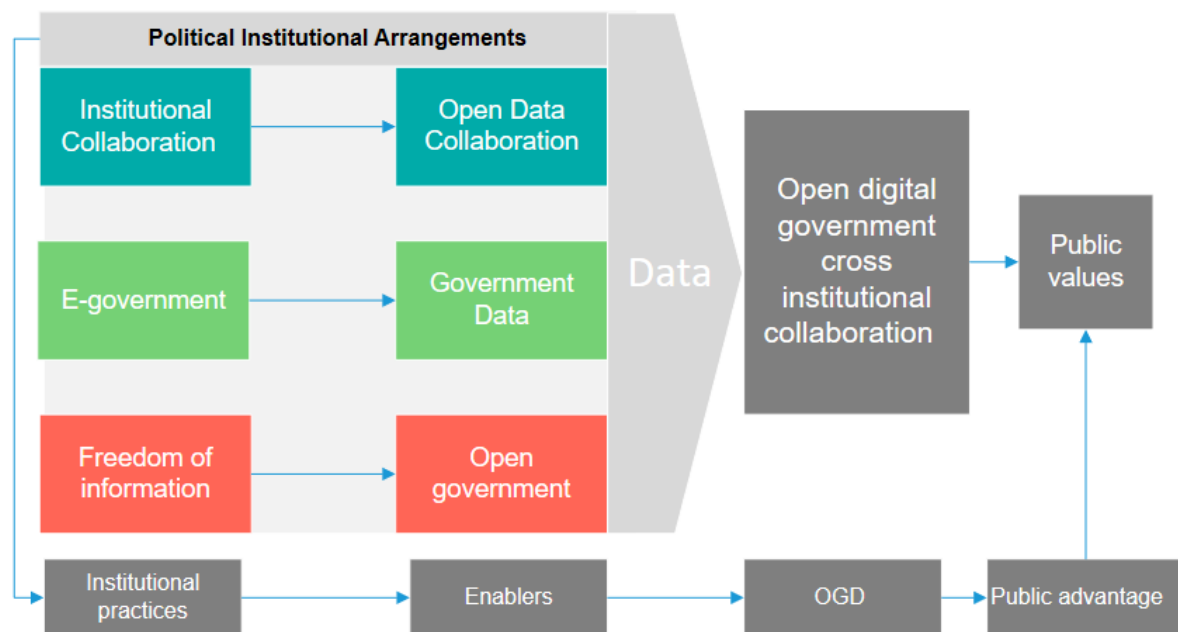 Political Institutional Arrangements
Institutional
Collaboration
Open Data
Collaboration
E-government
Government
Data
Freedom of
information
Open
government
Data
Open digital
government
cross
institutional
collaboration
Public
values
Institutional
practices
Enablers
OGD
Public advantage